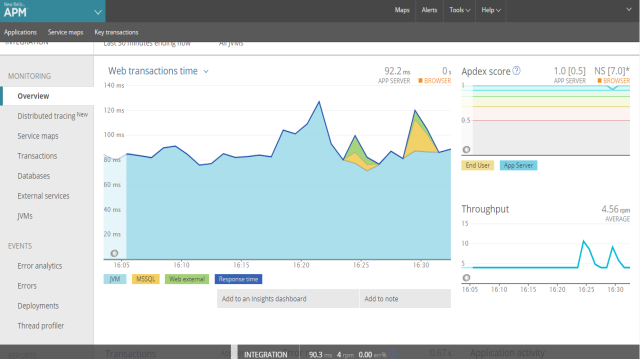 New Relic
APM
Maps
Alerts
Tools
Help
Applications
Service maps
Key transactions
INTEGRATION
Last 30 minutes ending now
All JVMs
MONITORING
Overview
Distributed tracing New
Service maps
Transactions
Databases
External services
JVMs
EVENTS
Error analytics
Errors
Deployments
Thread profiler
Web transactions time
92.2 ms
APP SERVER
0 s
BROWSER
140 ms
120 ms
100 ms
80 ms
60 ms
40 ms
20 ms
16:05
16:10
16:15
16:20
16:25
16:30
JVM
MSSQL
Web external
Response time
Add to an Insights dashboard
Add to note
Apdex score
1.0 [0.5]
APP SERVER
NS [7.0]*
BROWSER
1
0.5
End User
App Server
Throughput
4.56 rpm
AVERAGE
15
10
5
16:05
16:10
16:15
16:20
16:25
16:30
Transactions
Application activity
INTEGRATION
90.3 ms
4 rpm
0.00 err%